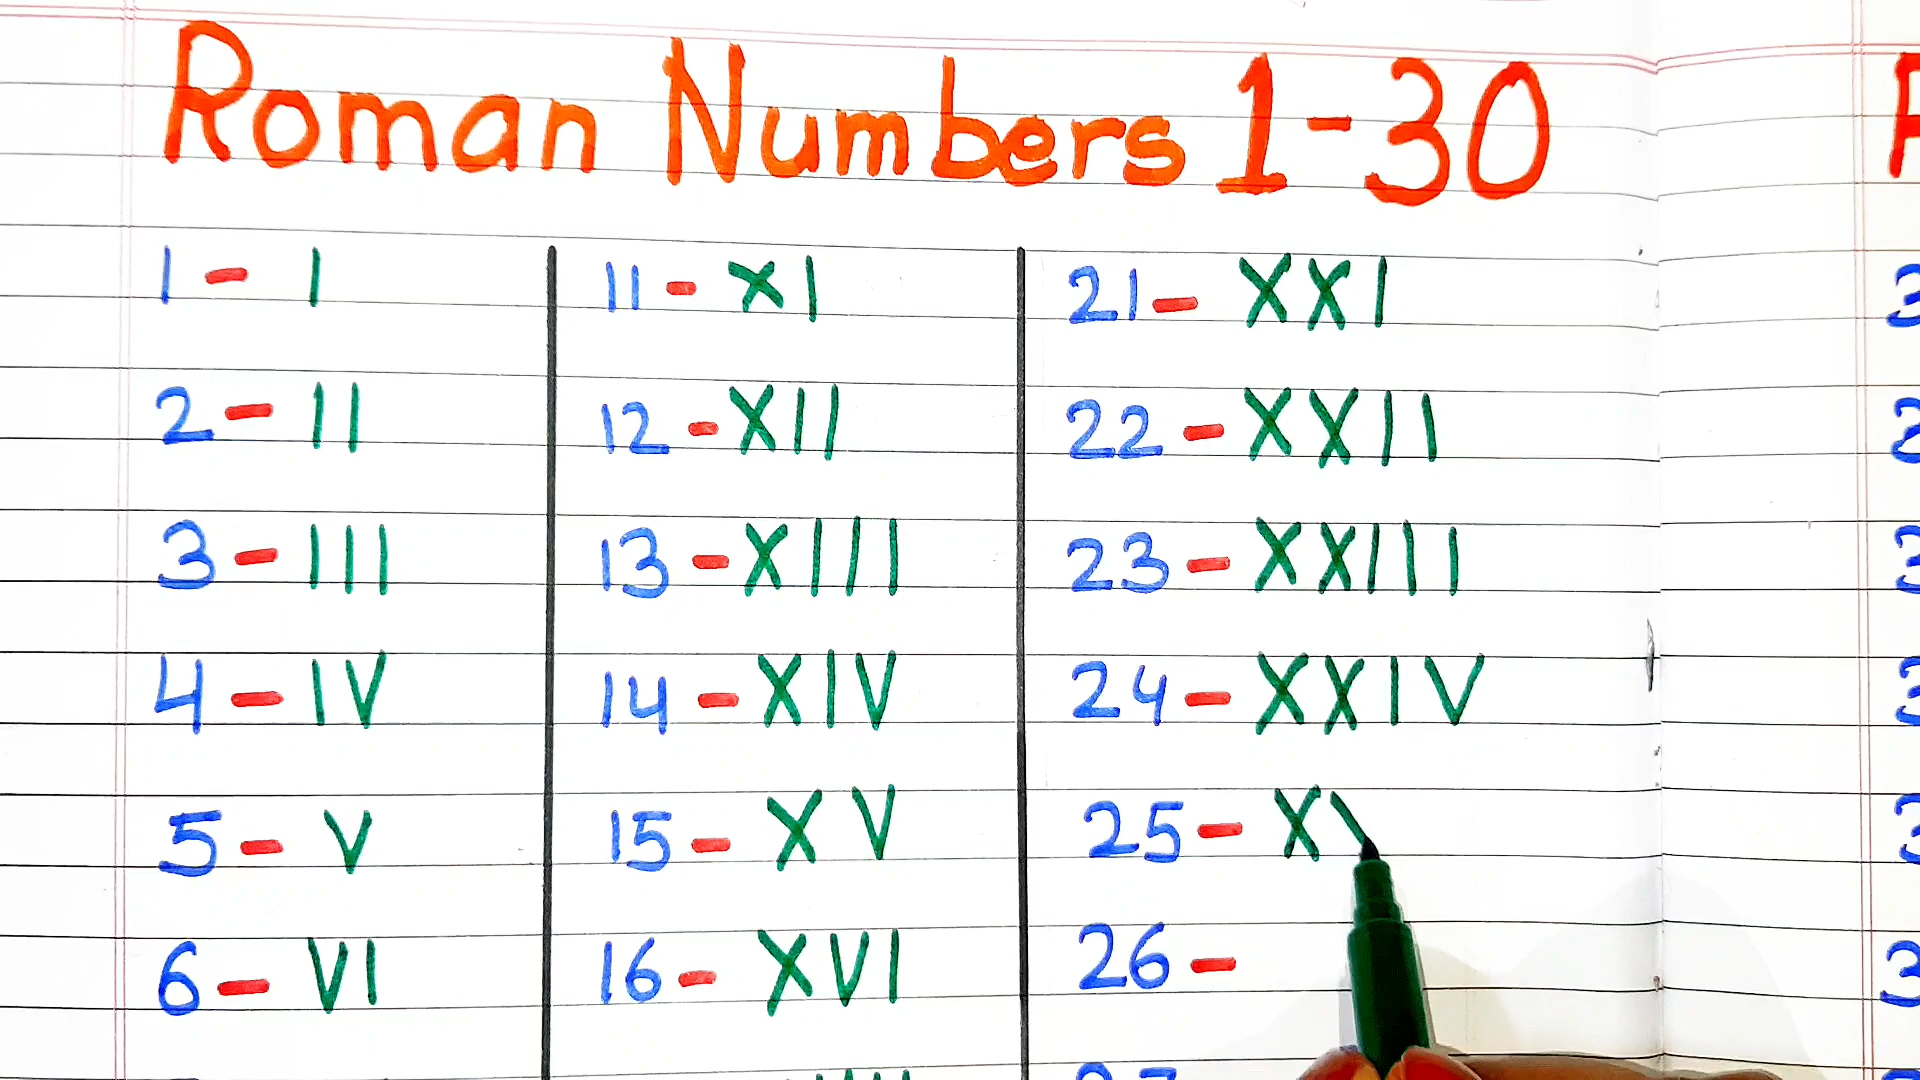 Roman Numbers 1-30
1 - I
2 - II
3 - III
4 - IV
5 - V
6 - VI
11 - XI
12 - XII
13 - XIII
14 - XIV
15 - XV
16 - XVI
21 - XXI
22 - XXII
23 - XXIII
24 - XXIV
25 - X
26 -